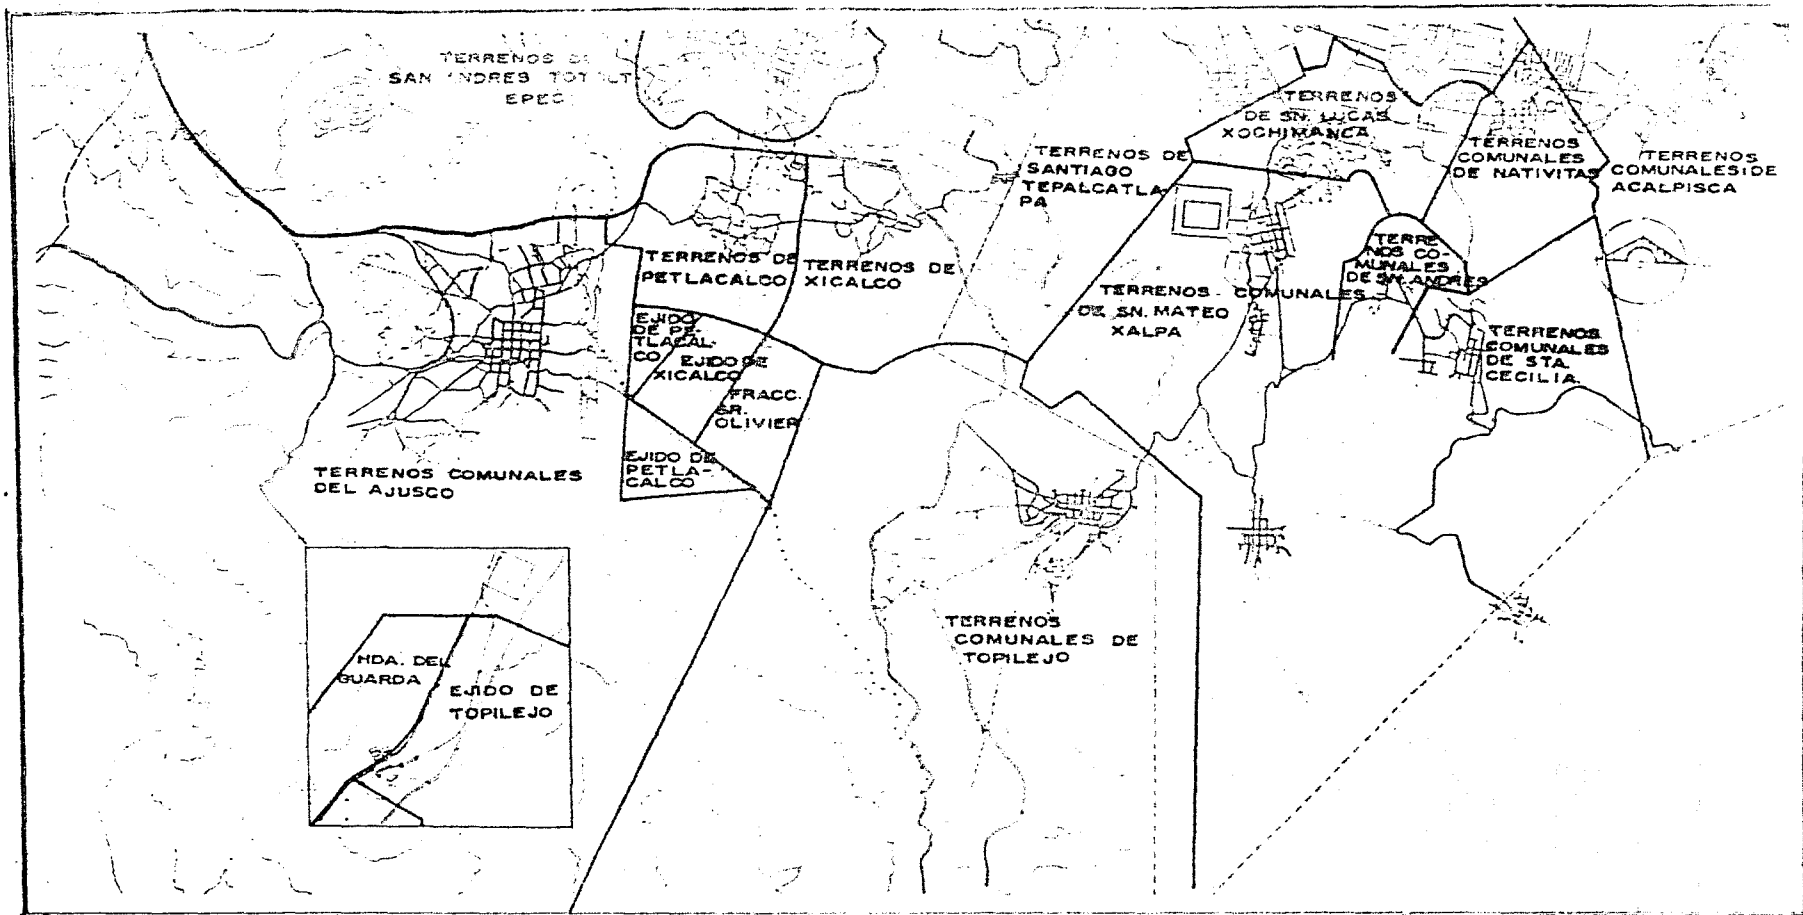 TERRENOS
SAN ANDRES
EPEC
TERRENOS DE
PETLACALCO
TERRENOS DE
XICALCO
EJIDO
DE PE-
TLACAL-
CO
EJIDO DE
XICALCO
FRACC.
SR.
OLIVIER
EJIDO DE
PETLA-
CALCO
TERRENOS COMUNALES
DEL AJUSCO
HDA. DEL
GUARDA
EJIDO DE
TOPILEJO
TERRENOS
COMUNALES DE
TOPILEJO
TERRENOS DE
SANTIAGO
TEPALCATLA
PA
TERRENOS
DE SN. LUCAS
XOCHIMANCA
TERRENOS
COMUNALES
DE NATIVITAS
TERRENOS
COMUNALES DE
ACALPISCA
TERRE
NOS CO-
MUNALES
DE SN. ANDRES
TERRENOS COMUNALES
DE SN. MATEO
XALPA
TERRENOS
COMUNALES
DE STA.
CECILIA